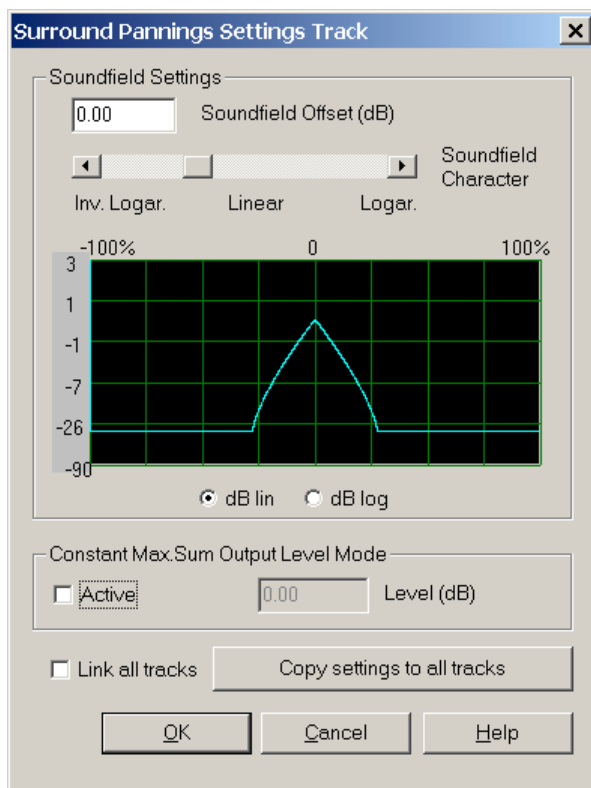 Surround Pannings Settings Track
Soundfield Settings
0.00 Soundfield Offset (dB)
Soundfield
Character
Inv. Logar. Linear Logar.
-100% 0 100%
3
1
-1
-7
-26
-90
dB lin dB log
Constant Max.Sum Output Level Mode
Active 0.00 Level (dB)
Link all tracks Copy settings to all tracks
OK Cancel Help